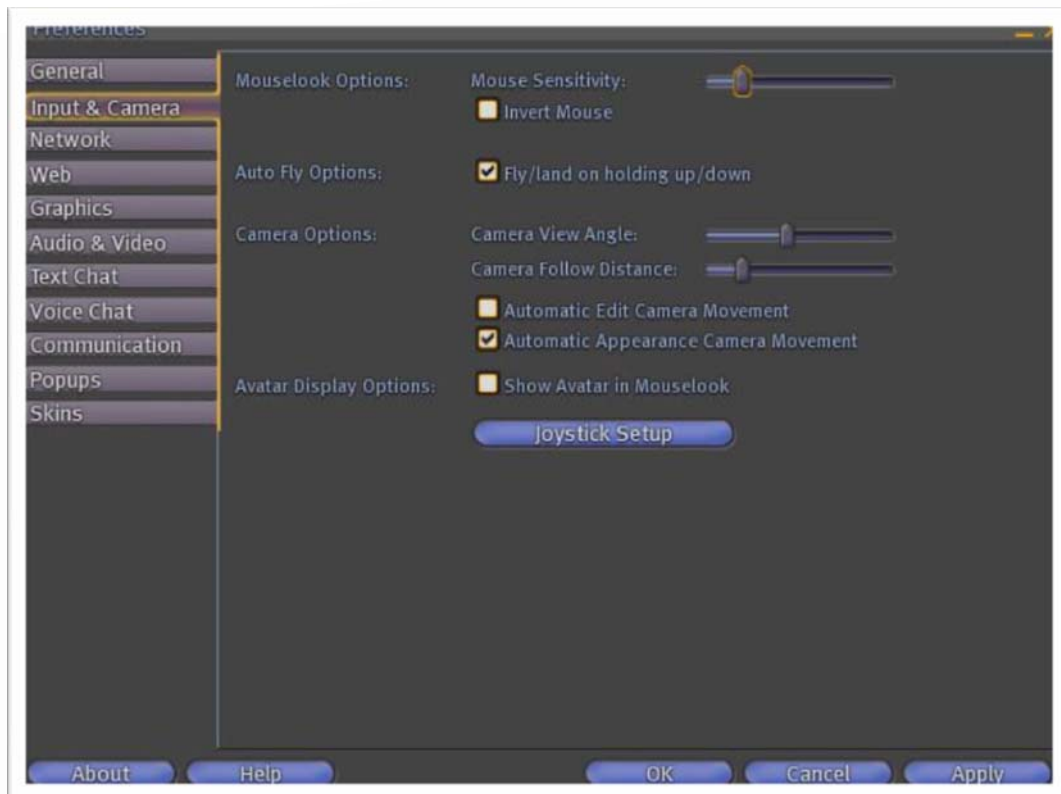 Preferences
General
Input & Camera
Network
Web
Graphics
Audio & Video
Text Chat
Voice Chat
Communication
Popups
Skins
Mouselook Options: Mouse Sensitivity:
Invert Mouse
Auto Fly Options: Fly/land on holding up/down
Camera Options: Camera View Angle:
Camera Follow Distance:
Automatic Edit Camera Movement
Automatic Appearance Camera Movement
Avatar Display Options: Show Avatar in Mouselook
Joystick Setup
About Help OK Cancel Apply